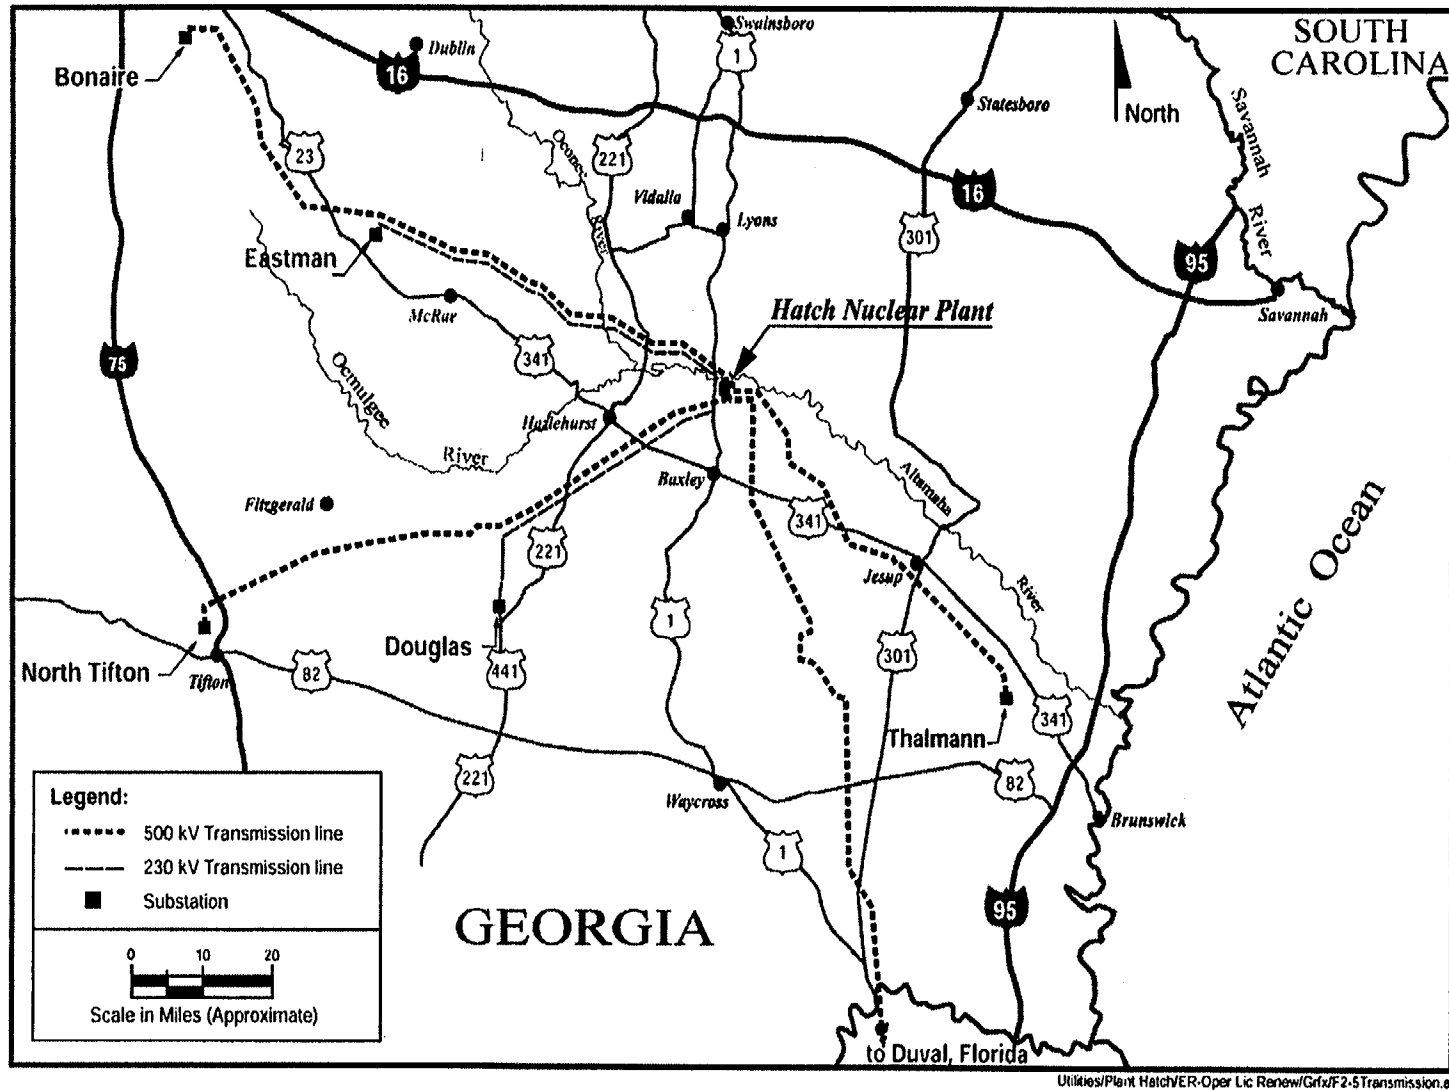 SOUTH
CAROLINA
Swainsboro
1
Dublin
Bonaire
16
Statesboro
North
Savannah
River
23
221
Oconee
River
Vidalia
Lyons
16
301
95
Eastman
McRae
Hatch Nuclear Plant
Savannah
75
341
Ocmulgee
River
Hazlehurst
Baxley
Altamaha
River
Fitzgerald
341
221
Jesup
Atlantic Ocean
1
Douglas
301
North Tifton
Tifton
82
441
Thalmann
341
221
Waycross
82
Brunswick
1
95
GEORGIA
Legend:
500 kV Transmission line
230 kV Transmission line
Substation
0 10 20
Scale in Miles (Approximate)
to Duval, Florida
Utilities/Plant Hatch/ER-Oper Lic Renew/Grfx/F2-5Transmission.